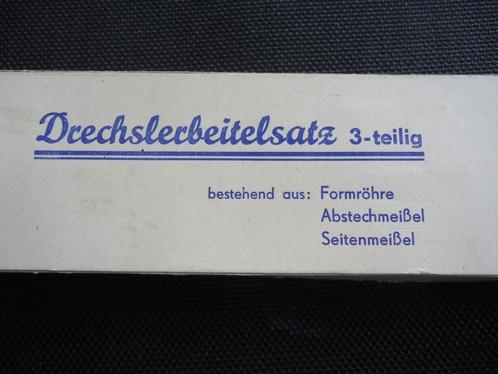 Drechslerbeitelsatz 3-teilig
bestehend aus: Formröhre
Abstechmeißel
Seitenmeißel